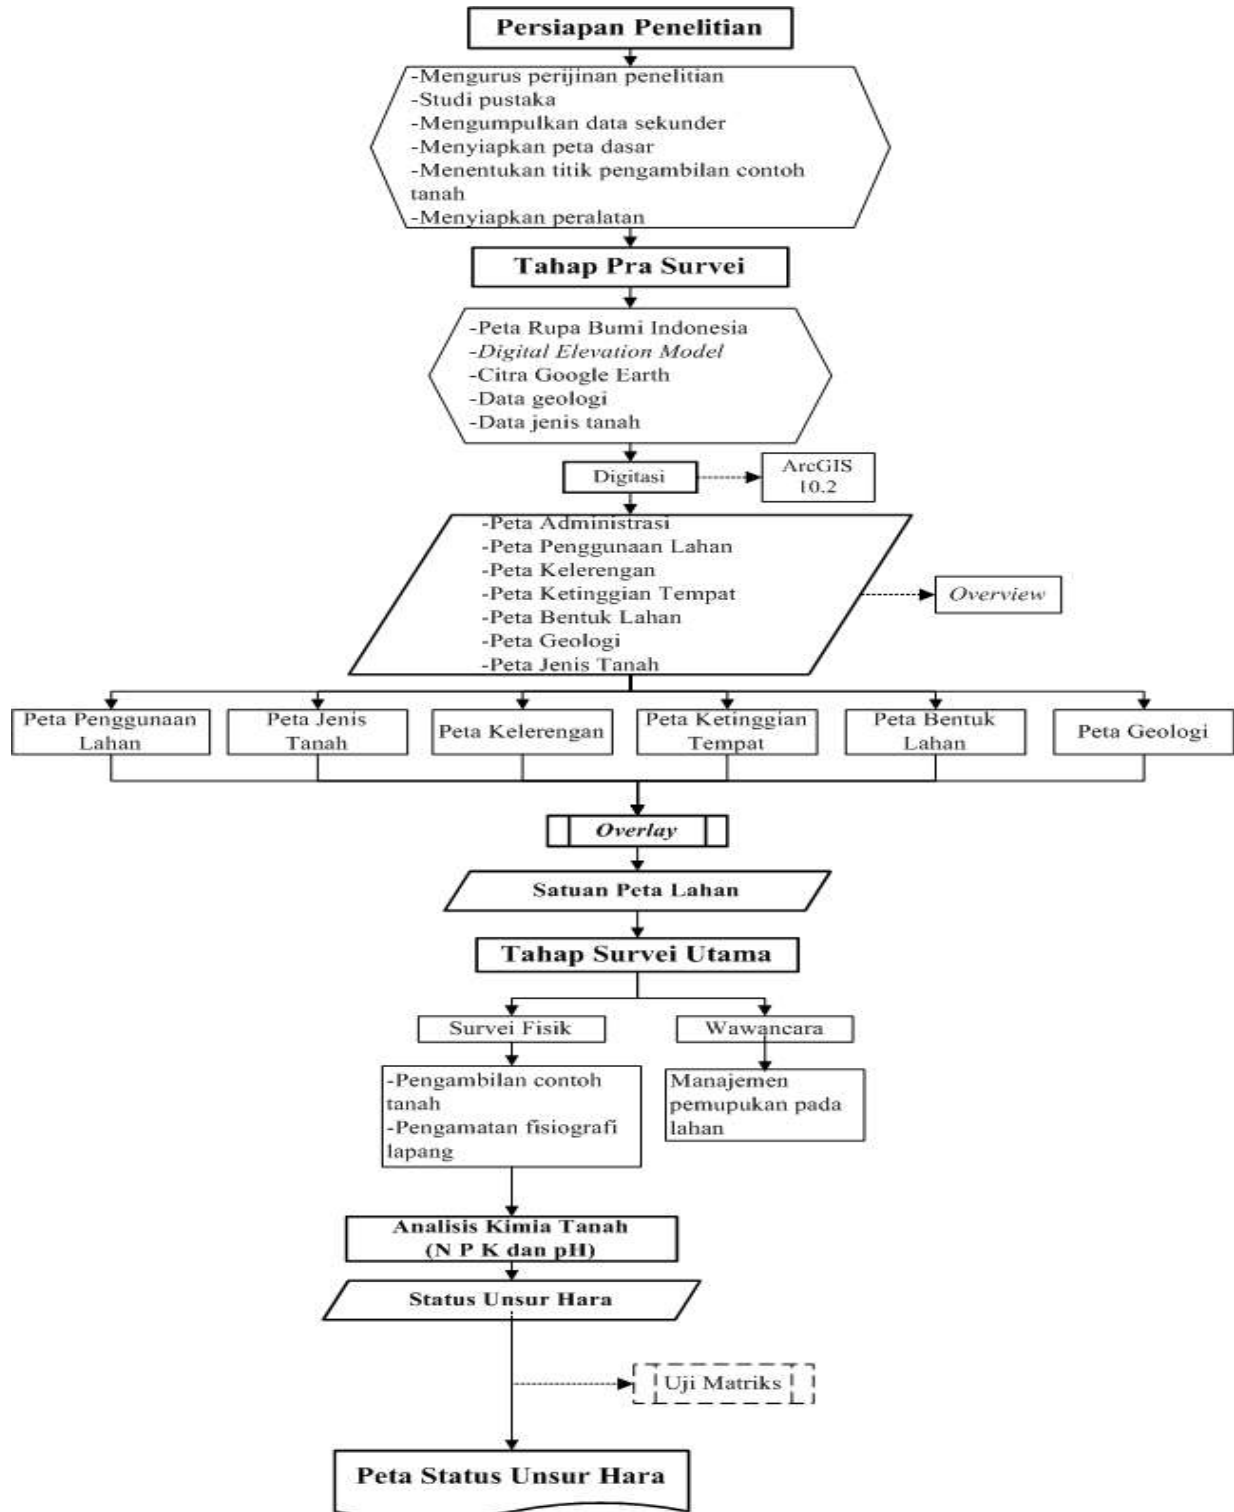 Persiapan Penelitian
-Mengurus perijinan penelitian
-Studi pustaka
-Mengumpulkan data sekunder
-Menyiapkan peta dasar
-Menentukan titik pengambilan contoh
tanah
-Menyiapkan peralatan
Tahap Pra Survei
-Peta Rupa Bumi Indonesia
-Digital Elevation Model
-Citra Google Earth
-Data geologi
-Data jenis tanah
Digitasi
ArcGIS
10.2
-Peta Administrasi
-Peta Penggunaan Lahan
-Peta Kelerengan
-Peta Ketinggian Tempat
-Peta Bentuk Lahan
-Peta Geologi
-Peta Jenis Tanah
Overview
Peta Penggunaan
Lahan
Peta Jenis
Tanah
Peta Kelerengan
Peta Ketinggian
Tempat
Peta Bentuk
Lahan
Peta Geologi
Overlay
Satuan Peta Lahan
Tahap Survei Utama
Survei Fisik
Wawancara
-Pengambilan contoh
tanah
-Pengamatan fisiografi
lapang
Manajemen
pemupukan pada
lahan
Analisis Kimia Tanah
(N P K dan pH)
Status Unsur Hara
Uji Matriks
Peta Status Unsur Hara